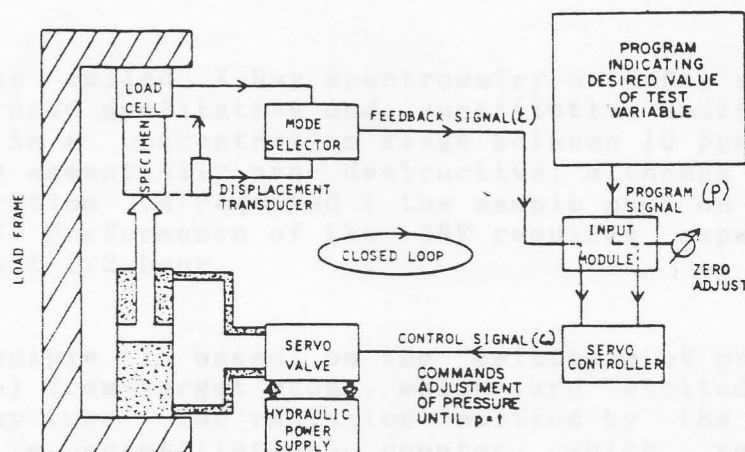 PROGRAM
INDICATING
DESIRED VALUE
OF TEST
VARIABLE
LOAD
CELL
MODE
SELECTOR
FEEDBACK SIGNAL(t)
SPECIMEN
DISPLACEMENT
TRANSDUCER
LOAD FRAME
PROGRAM (P)
SIGNAL
INPUT
MODULE
ZERO
ADJUST
CLOSED LOOP
SERVO
VALVE
CONTROL SIGNAL(a)
COMMANDS
ADJUSTMENT
OF PRESSURE
UNTIL p=t
SERVO
CONTROLLER
HYDRAULIC
POWER
SUPPLY